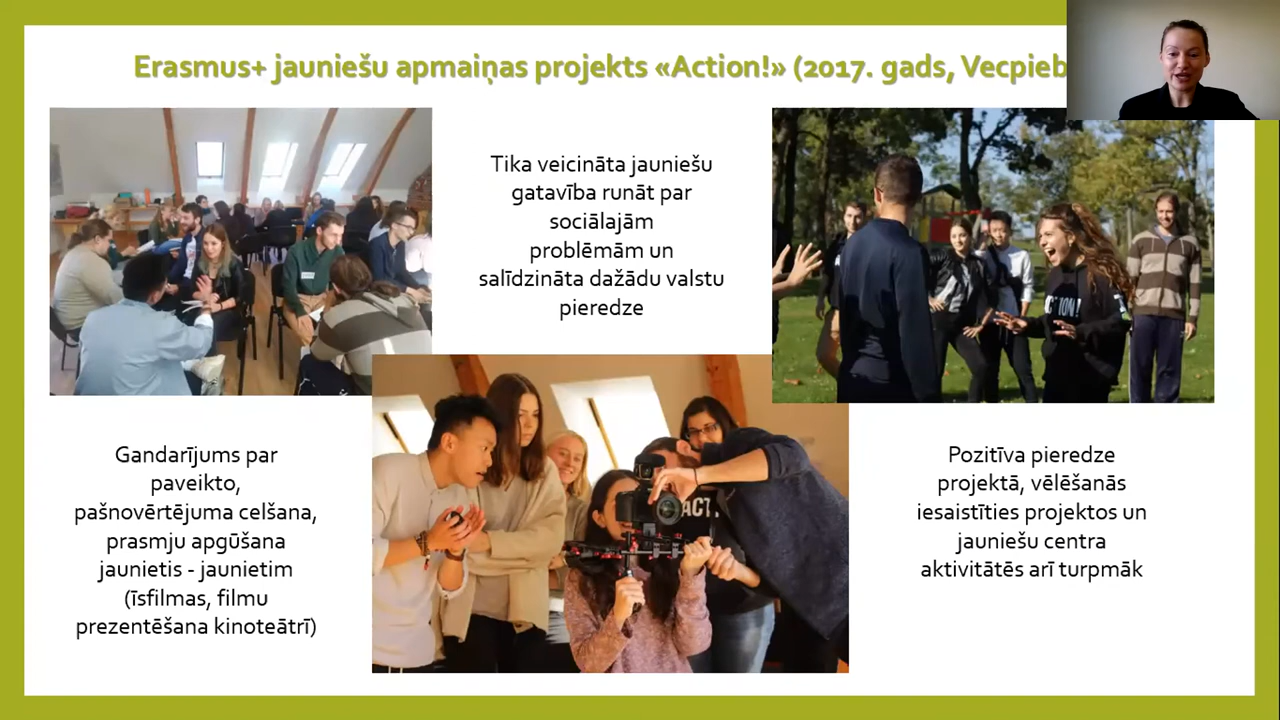 Erasmus+ jauniešu apmaiņas projekts «Action!» (2017. gads,
Tika veicināta jauniešu
gatavība runāt par
sociālajām
problēmām un
salīdzināta dažādu valstu
pieredze
Gandarījums par
paveikto,
pašnovērtējuma celšana,
prasmju apgūšana
jaunietis - jaunietim
(īsfilmas, filmu
prezentēšana kinoteātrī)
Pozitīva pieredze
projektā, vēlēšanās
iesaistīties projektos un
jauniešu centra
aktivitātēs arī turpmāk